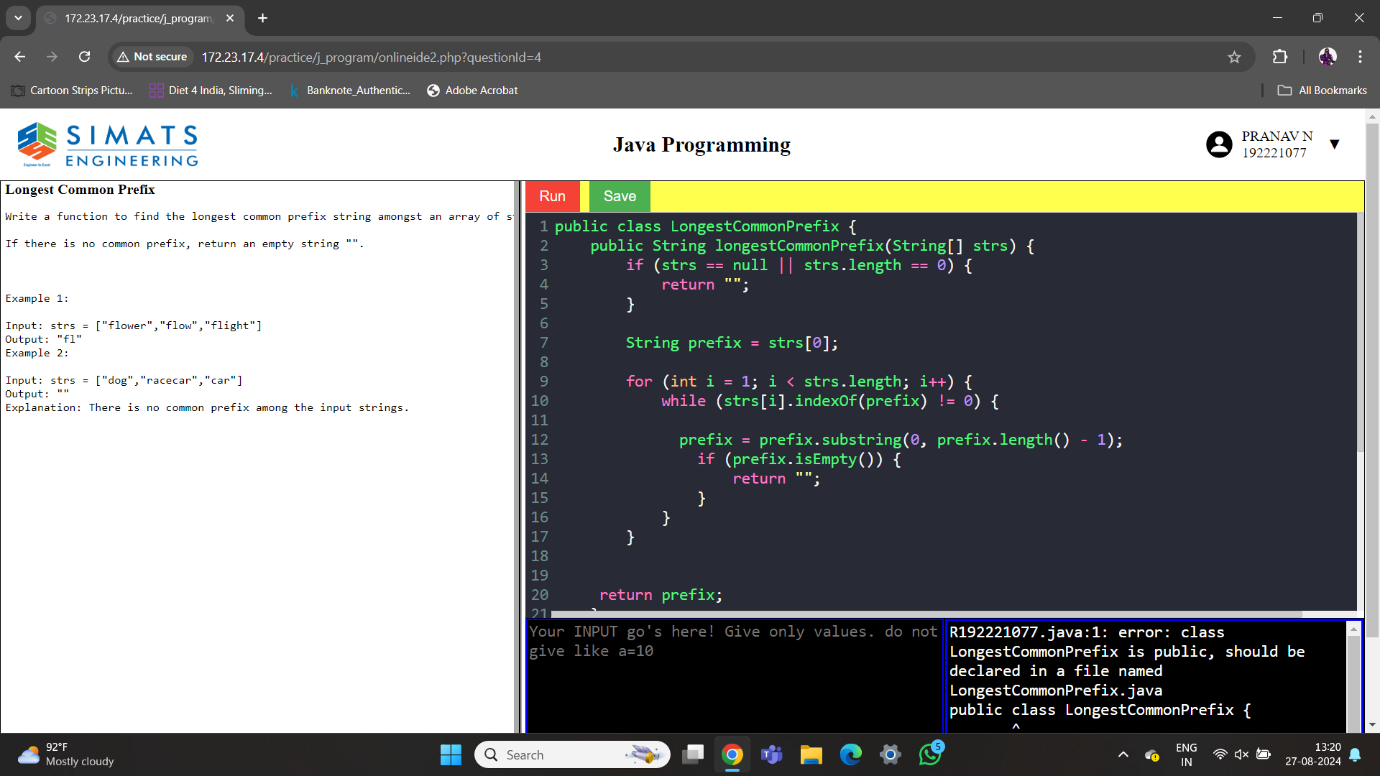 172.23.17.4/practice/j_program
Not secure
172.23.17.4/practice/j_program/onlineide2.php?questionId=4
Cartoon Strips Pictu...
Diet 4 India, Sliming...
Banknote_Authentic...
Adobe Acrobat
All Bookmarks
SIMATS
ENGINEERING
Java Programming
PRANAV N
192221077
Longest Common Prefix
Write a function to find the longest common prefix string amongst an array of s
If there is no common prefix, return an empty string "".
Example 1:
Input: strs = ["flower","flow","flight"]
Output: "fl"
Example 2:
Input: strs = ["dog","racecar","car"]
Output: ""
Explanation: There is no common prefix among the input strings.
Run Save
1 public class LongestCommonPrefix {
2 public String longestCommonPrefix(String[] strs) {
3 if (strs == null || strs.length == 0) {
4 return "";
5 }
6
7 String prefix = strs[0];
8
9 for (int i = 1; i < strs.length; i++) {
10 while (strs[i].indexOf(prefix) != 0) {
11
12 prefix = prefix.substring(0, prefix.length() - 1);
13 if (prefix.isEmpty()) {
14 return "";
15 }
16 }
17 }
18
19
20 return prefix;
21 }
Your INPUT go's here! Give only values. do not
give like a=10
R192221077.java:1: error: class
LongestCommonPrefix is public, should be
declared in a file named
LongestCommonPrefix.java
public class LongestCommonPrefix {
^
92°F
Mostly cloudy
Search
5
ENG
IN
13:20
27-08-2024